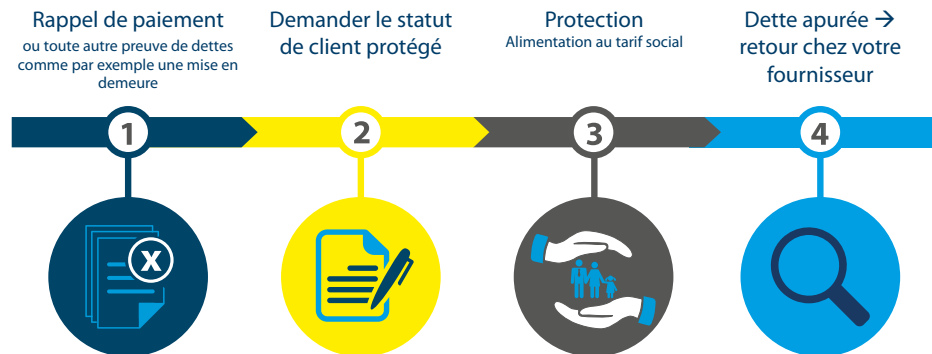 Rappel de paiement
ou toute autre preuve de dettes
comme par exemple une mise en
demeure
Demander le statut
de client protégé
Protection
Alimentation au tarif social
Dette apurée →
retour chez votre
fournisseur
1
2
3
4
X